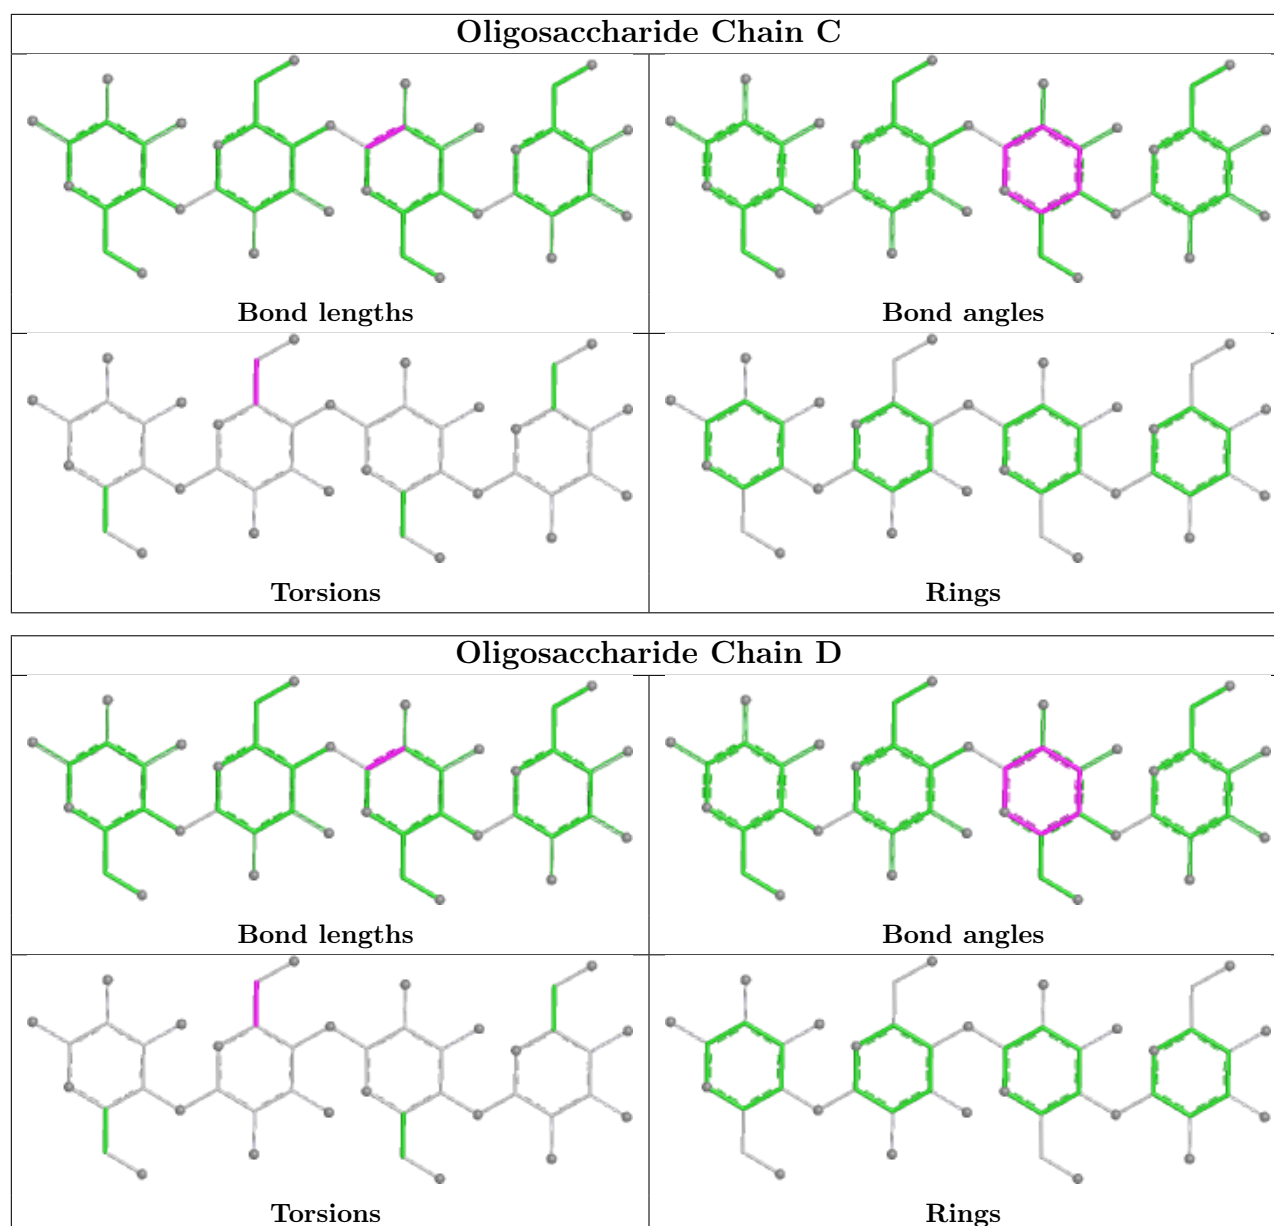 Oligosaccharide Chain C
Bond lengths
Bond angles
Torsions
Rings
Oligosaccharide Chain D
Bond lengths
Bond angles
Torsions
Rings